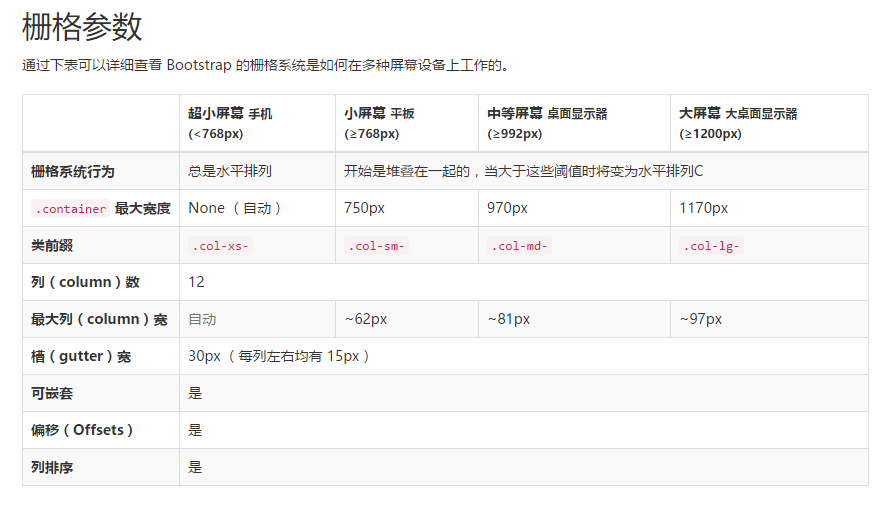 栅格参数
通过下表可以详细查看 Bootstrap 的栅格系统是如何在多种屏幕设备上工作的。
超小屏幕 手机 (<768px)
小屏幕 平板 (≥768px)
中等屏幕 桌面显示器 (≥992px)
大屏幕 大桌面显示器 (≥1200px)
栅格系统行为 总是水平排列 开始是堆叠在一起的，当大于这些阈值时将变为水平排列C
.container 最大宽度 None （自动） 750px 970px 1170px
类前缀 .col-xs- .col-sm- .col-md- .col-lg-
列（column）数 12
最大列（column）宽 自动 ~62px ~81px ~97px
槽（gutter）宽 30px （每列左右均有 15px）
可嵌套 是
偏移（Offsets） 是
列排序 是